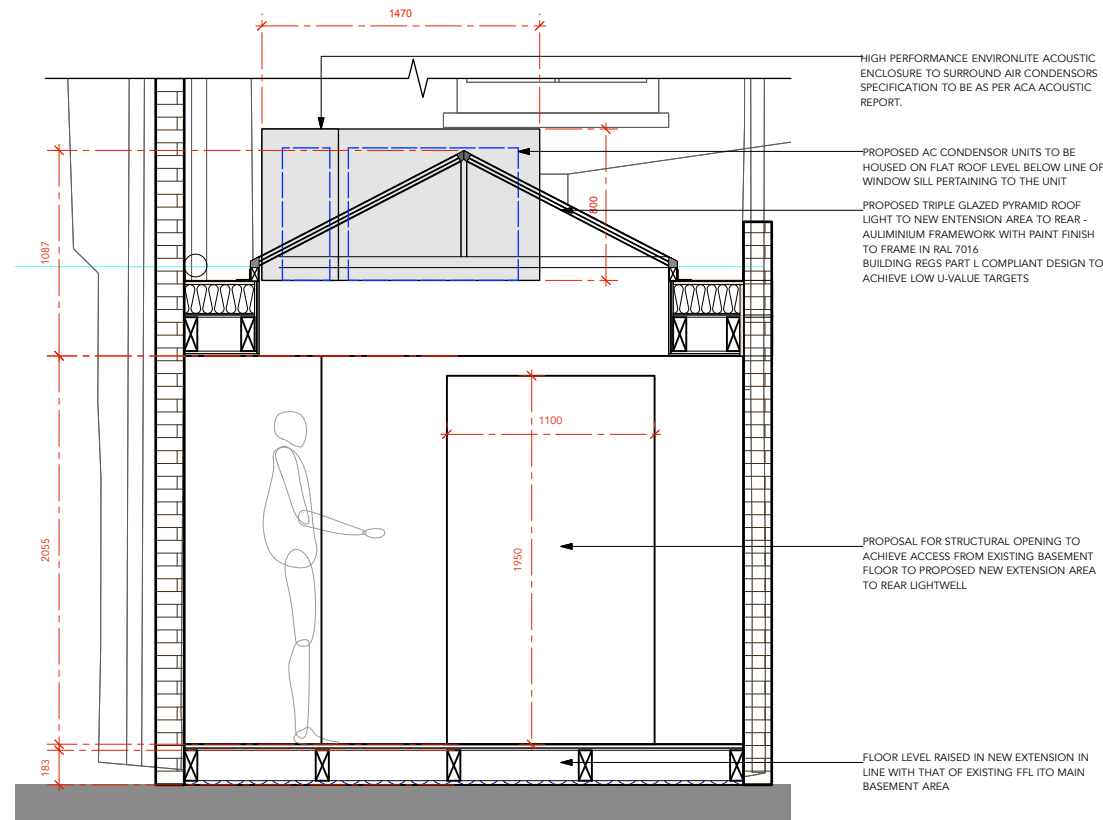 1470
HIGH PERFORMANCE ENVIRONLITE ACOUSTIC
ENCLOSURE TO SURROUND AIR CONDENSORS
SPECIFICATION TO BE AS PER ACA ACOUSTIC
REPORT.
PROPOSED AC CONDENSOR UNITS TO BE
HOUSED ON FLAT ROOF LEVEL BELOW LINE OF
WINDOW SILL PERTAINING TO THE UNIT
PROPOSED TRIPLE GLAZED PYRAMID ROOF
LIGHT TO NEW ENTENSION AREA TO REAR -
AULIMINIUM FRAMEWORK WITH PAINT FINISH
TO FRAME IN RAL 7016
BUILDING REGS PART L COMPLIANT DESIGN TO
ACHIEVE LOW U-VALUE TARGETS
800
1087
1100
2055
1950
PROPOSAL FOR STRUCTURAL OPENING TO
ACHIEVE ACCESS FROM EXISTING BASEMENT
FLOOR TO PROPOSED NEW EXTENSION AREA
TO REAR LIGHTWELL
183
FLOOR LEVEL RAISED IN NEW EXTENSION IN
LINE WITH THAT OF EXISTING FFL ITO MAIN
BASEMENT AREA